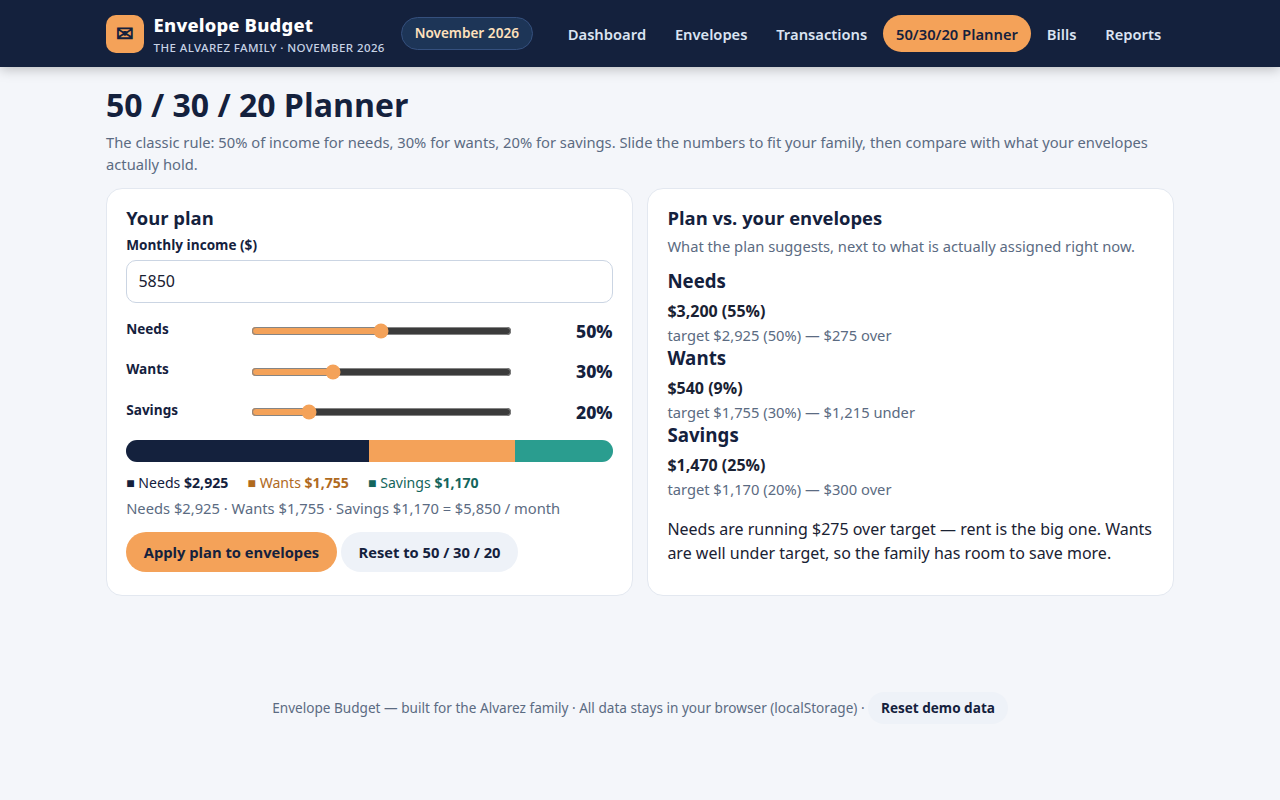 ✉
Envelope Budget
THE ALVAREZ FAMILY · NOVEMBER 2026
November 2026
Dashboard
Envelopes
Transactions
50/30/20 Planner
Bills
Reports
50 / 30 / 20 Planner
The classic rule: 50% of income for needs, 30% for wants, 20% for savings. Slide the numbers to fit your family, then compare with what your envelopes
actually hold.
Your plan
Monthly income ($)
5850
Needs
50%
Wants
30%
Savings
20%
■ Needs $2,925
■ Wants $1,755
■ Savings $1,170
Needs $2,925 · Wants $1,755 · Savings $1,170 = $5,850 / month
Apply plan to envelopes
Reset to 50 / 30 / 20
Plan vs. your envelopes
What the plan suggests, next to what is actually assigned right now.
Needs
$3,200 (55%)
target $2,925 (50%) — $275 over
Wants
$540 (9%)
target $1,755 (30%) — $1,215 under
Savings
$1,470 (25%)
target $1,170 (20%) — $300 over
Needs are running $275 over target — rent is the big one. Wants
are well under target, so the family has room to save more.
Envelope Budget — built for the Alvarez family · All data stays in your browser (localStorage) ·
Reset demo data